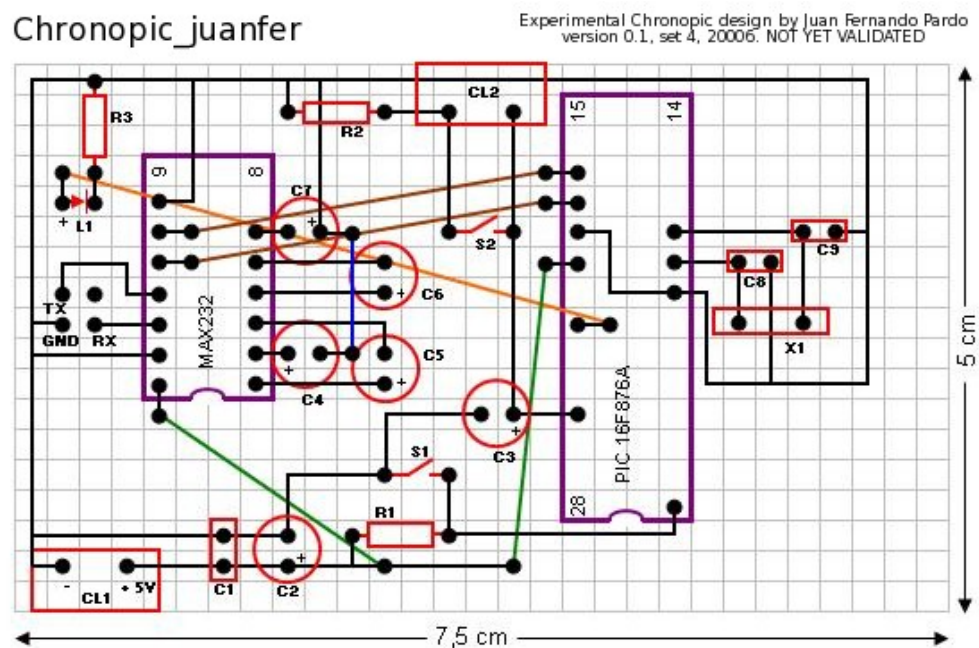 Chronopic_juanfer
Experimental Chronopic design by Juan Fernando Pardo
version 0.1, set 4, 20006. NOT YET VALIDATED
CL2
R3
R2
15
14
9
8
C7
+
+
L1
S2
C9
C6
+
C8
TX
GND
RX
MAX232
X1
C5
+
C4
+
5 cm
PIC 16F876A
C3
+
S1
28
R1
+
-
+ 5V
CL1
C1
C2
7,5 cm